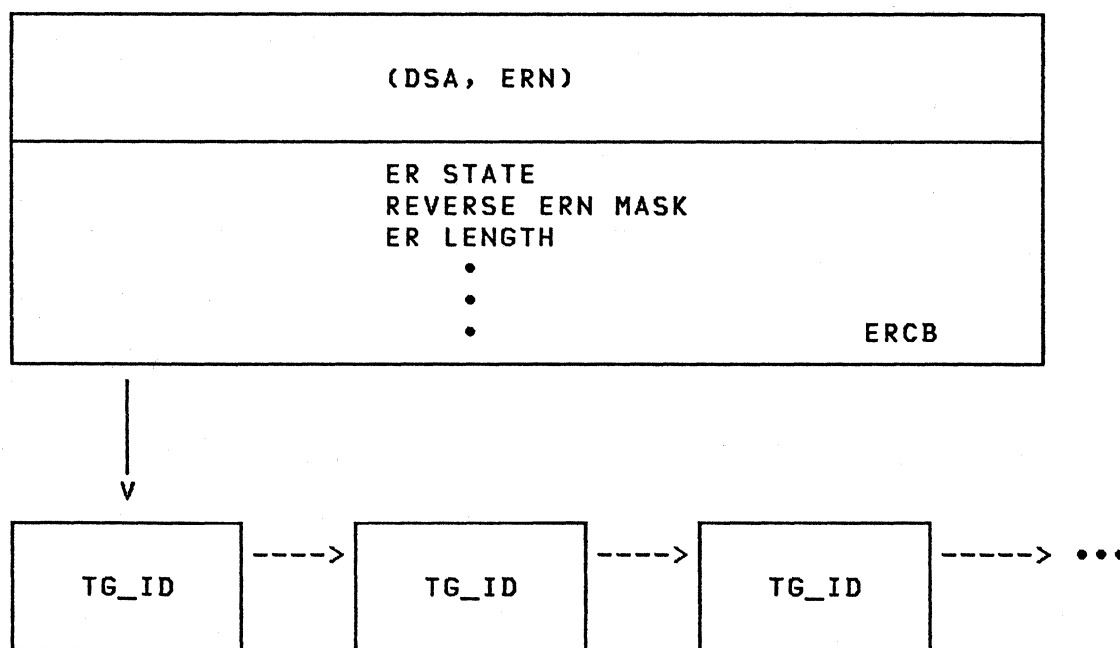 (DSA, ERN)
ER STATE
REVERSE ERN MASK
ER LENGTH
•
•
•
ERCB
V
TG_ID ----> TG_ID ----> TG_ID -----> •••